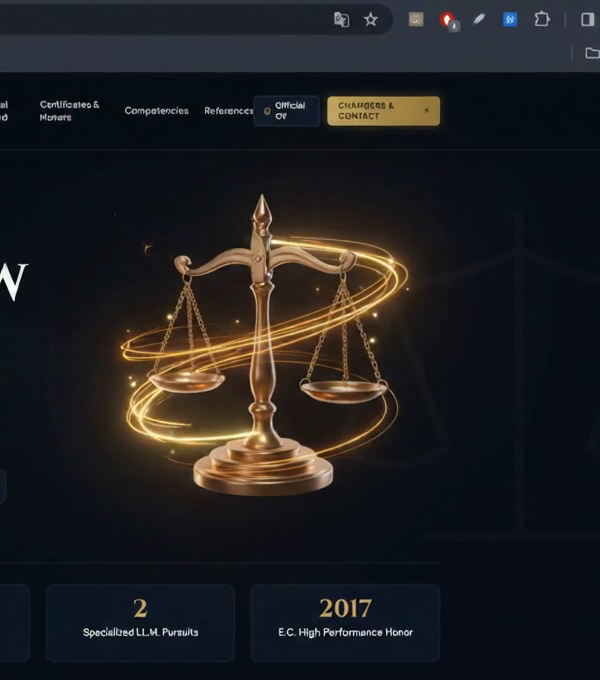 Certificates &
Honors
Competencies
References
Official
CV
CHAMBERS &
CONTACT
W
2
Specialized LL.M. Pursuits
2017
E.C. High Performance Honor